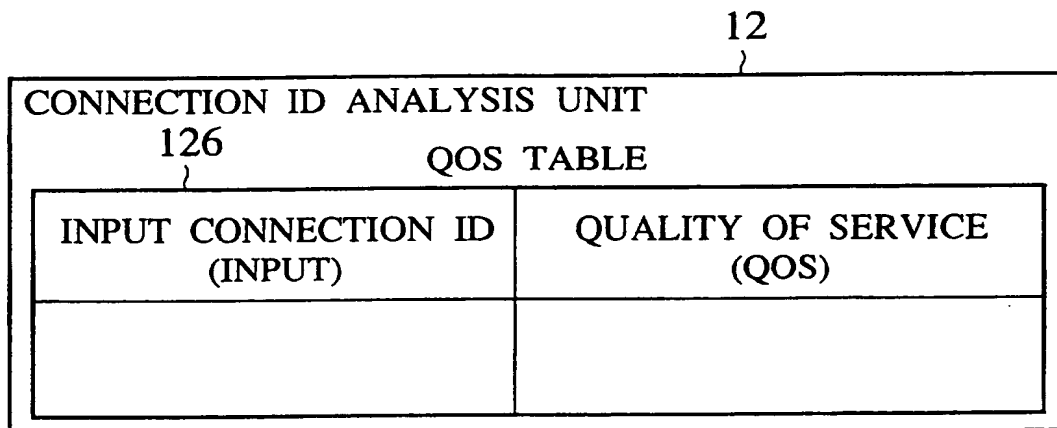 12
CONNECTION ID ANALYSIS UNIT
126
QOS TABLE
INPUT CONNECTION ID
(INPUT)
QUALITY OF SERVICE
(QOS)